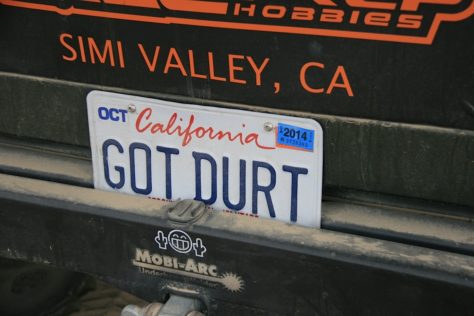 HOBBIES
SIMI VALLEY, CA
OCT California 2014
GOT DURT
MOBI-ARC